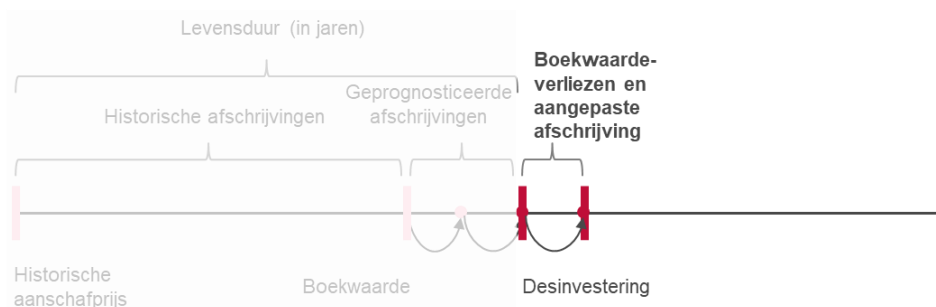 Levensduur (in jaren)
Boekwaarde-
verliezen en
aangepaste
afschrijving
Geprognosticeerde
afschrijvingen
Historische afschrijvingen
Historische
aanschafprijs
Boekwaarde
Desinvestering